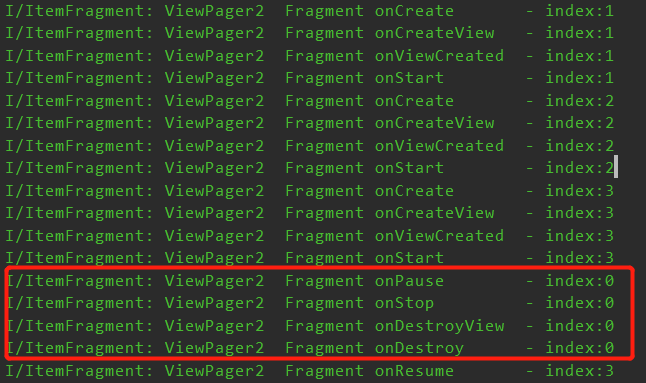 I/ItemFragment: ViewPager2  Fragment onCreate      - index:1
I/ItemFragment: ViewPager2  Fragment onCreateView  - index:1
I/ItemFragment: ViewPager2  Fragment onViewCreated  - index:1
I/ItemFragment: ViewPager2  Fragment onStart       - index:1
I/ItemFragment: ViewPager2  Fragment onCreate      - index:2
I/ItemFragment: ViewPager2  Fragment onCreateView  - index:2
I/ItemFragment: ViewPager2  Fragment onViewCreated  - index:2
I/ItemFragment: ViewPager2  Fragment onStart       - index:2
I/ItemFragment: ViewPager2  Fragment onCreate      - index:3
I/ItemFragment: ViewPager2  Fragment onCreateView  - index:3
I/ItemFragment: ViewPager2  Fragment onViewCreated  - index:3
I/ItemFragment: ViewPager2  Fragment onStart       - index:3
I/ItemFragment: ViewPager2  Fragment onPause       - index:0
I/ItemFragment: ViewPager2  Fragment onStop        - index:0
I/ItemFragment: ViewPager2  Fragment onDestroyView  - index:0
I/ItemFragment: ViewPager2  Fragment onDestroy     - index:0
I/ItemFragment: ViewPager2  Fragment onResume      - index:3